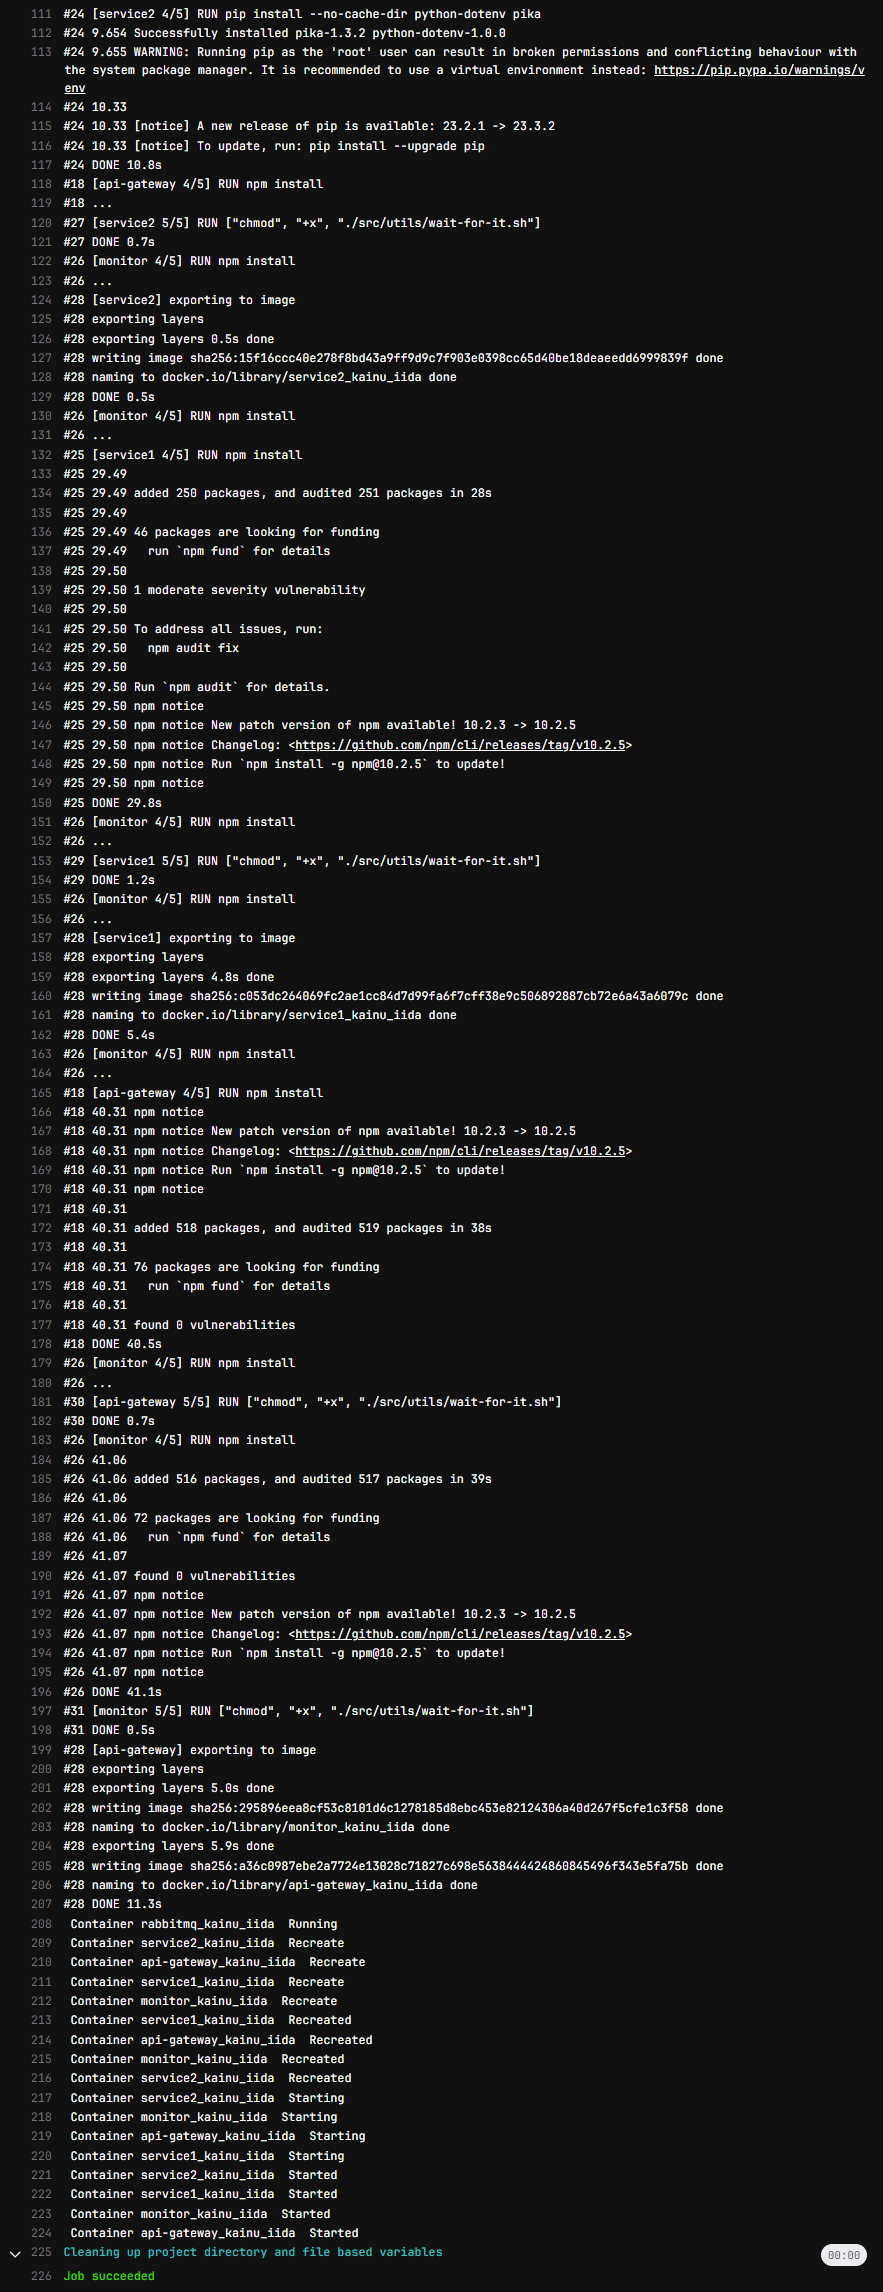 111 #24 [service2 4/5] RUN pip install --no-cache-dir python-dotenv pika
112 #24 9.654 Successfully installed pika-1.3.2 python-dotenv-1.0.0
113 #24 9.655 WARNING: Running pip as the 'root' user can result in broken permissions and conflicting behaviour with
the system package manager. It is recommended to use a virtual environment instead: https://pip.pypa.io/warnings/v
env
114 #24 10.33
115 #24 10.33 [notice] A new release of pip is available: 23.2.1 -> 23.3.2
116 #24 10.33 [notice] To update, run: pip install --upgrade pip
117 #24 DONE 10.8s
118 #18 [api-gateway 4/5] RUN npm install
119 #18 ...
120 #27 [service2 5/5] RUN ["chmod", "+x", "./src/utils/wait-for-it.sh"]
121 #27 DONE 0.7s
122 #26 [monitor 4/5] RUN npm install
123 #26 ...
124 #28 [service2] exporting to image
125 #28 exporting layers
126 #28 exporting layers 0.5s done
127 #28 writing image sha256:15f16ccc40e278f8bd43a9ff9d9c7f903e0398cc65d40be18deaeedd6999839f done
128 #28 naming to docker.io/library/service2_kainu_iida done
129 #28 DONE 0.5s
130 #26 [monitor 4/5] RUN npm install
131 #26 ...
132 #25 [service1 4/5] RUN npm install
133 #25 29.49
134 #25 29.49 added 250 packages, and audited 251 packages in 28s
135 #25 29.49
136 #25 29.49 46 packages are looking for funding
137 #25 29.49   run `npm fund` for details
138 #25 29.50
139 #25 29.50 1 moderate severity vulnerability
140 #25 29.50
141 #25 29.50 To address all issues, run:
142 #25 29.50   npm audit fix
143 #25 29.50
144 #25 29.50 Run `npm audit` for details.
145 #25 29.50 npm notice
146 #25 29.50 npm notice New patch version of npm available! 10.2.3 -> 10.2.5
147 #25 29.50 npm notice Changelog: <https://github.com/npm/cli/releases/tag/v10.2.5>
148 #25 29.50 npm notice Run `npm install -g npm@10.2.5` to update!
149 #25 29.50 npm notice
150 #25 DONE 29.8s
151 #26 [monitor 4/5] RUN npm install
152 #26 ...
153 #29 [service1 5/5] RUN ["chmod", "+x", "./src/utils/wait-for-it.sh"]
154 #29 DONE 1.2s
155 #26 [monitor 4/5] RUN npm install
156 #26 ...
157 #28 [service1] exporting to image
158 #28 exporting layers
159 #28 exporting layers 4.8s done
160 #28 writing image sha256:c053dc264069fc2ae1cc84d7d99fa6f7cff38e9c506892887cb72e6a43a6079c done
161 #28 naming to docker.io/library/service1_kainu_iida done
162 #28 DONE 5.4s
163 #26 [monitor 4/5] RUN npm install
164 #26 ...
165 #18 [api-gateway 4/5] RUN npm install
166 #18 40.31 npm notice
167 #18 40.31 npm notice New patch version of npm available! 10.2.3 -> 10.2.5
168 #18 40.31 npm notice Changelog: <https://github.com/npm/cli/releases/tag/v10.2.5>
169 #18 40.31 npm notice Run `npm install -g npm@10.2.5` to update!
170 #18 40.31 npm notice
171 #18 40.31
172 #18 40.31 added 518 packages, and audited 519 packages in 38s
173 #18 40.31
174 #18 40.31 76 packages are looking for funding
175 #18 40.31   run `npm fund` for details
176 #18 40.31
177 #18 40.31 found 0 vulnerabilities
178 #18 DONE 40.5s
179 #26 [monitor 4/5] RUN npm install
180 #26 ...
181 #30 [api-gateway 5/5] RUN ["chmod", "+x", "./src/utils/wait-for-it.sh"]
182 #30 DONE 0.7s
183 #26 [monitor 4/5] RUN npm install
184 #26 41.06
185 #26 41.06 added 516 packages, and audited 517 packages in 39s
186 #26 41.06
187 #26 41.06 72 packages are looking for funding
188 #26 41.06   run `npm fund` for details
189 #26 41.07
190 #26 41.07 found 0 vulnerabilities
191 #26 41.07 npm notice
192 #26 41.07 npm notice New patch version of npm available! 10.2.3 -> 10.2.5
193 #26 41.07 npm notice Changelog: <https://github.com/npm/cli/releases/tag/v10.2.5>
194 #26 41.07 npm notice Run `npm install -g npm@10.2.5` to update!
195 #26 41.07 npm notice
196 #26 DONE 41.1s
197 #31 [monitor 5/5] RUN ["chmod", "+x", "./src/utils/wait-for-it.sh"]
198 #31 DONE 0.5s
199 #28 [api-gateway] exporting to image
200 #28 exporting layers
201 #28 exporting layers 5.0s done
202 #28 writing image sha256:295896eea8cf53c8101d6c1278185d8ebc453e82124306a40d267f5cfe1c3f58 done
203 #28 naming to docker.io/library/monitor_kainu_iida done
204 #28 exporting layers 5.9s done
205 #28 writing image sha256:a36c0987ebe2a7724e13028c71827c698e5638444424860845496f343e5fa75b done
206 #28 naming to docker.io/library/api-gateway_kainu_iida done
207 #28 DONE 11.3s
208  Container rabbitmq_kainu_iida  Running
209  Container service2_kainu_iida  Recreate
210  Container api-gateway_kainu_iida  Recreate
211  Container service1_kainu_iida  Recreate
212  Container monitor_kainu_iida  Recreate
213  Container service1_kainu_iida  Recreated
214  Container api-gateway_kainu_iida  Recreated
215  Container monitor_kainu_iida  Recreated
216  Container service2_kainu_iida  Recreated
217  Container service2_kainu_iida  Starting
218  Container monitor_kainu_iida  Starting
219  Container api-gateway_kainu_iida  Starting
220  Container service1_kainu_iida  Starting
221  Container service2_kainu_iida  Started
222  Container service1_kainu_iida  Started
223  Container monitor_kainu_iida  Started
224  Container api-gateway_kainu_iida  Started
225 Cleaning up project directory and file based variables 00:00
226 Job succeeded